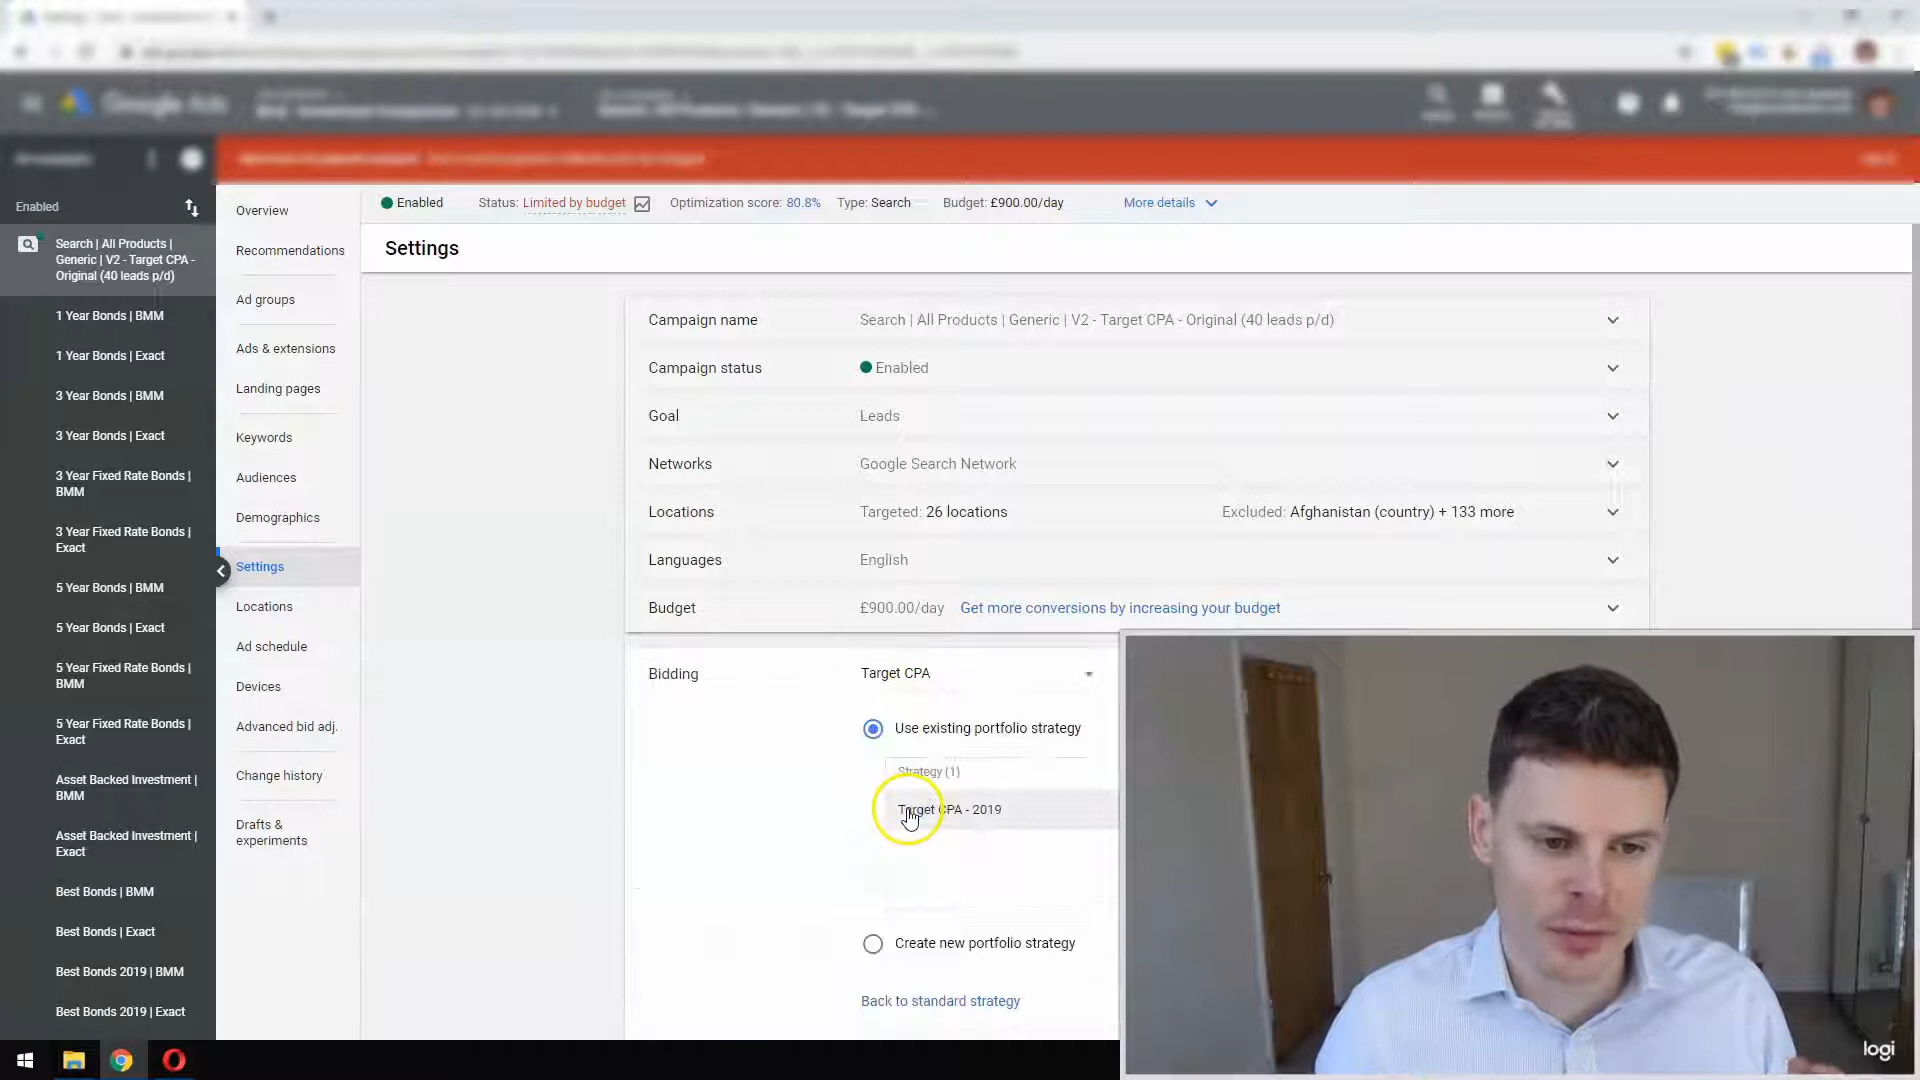 Google Ads
Enabled
Search | All Products |
Generic | V2 - Target CPA -
Original (40 leads p/d)
1 Year Bonds | BMM
1 Year Bonds | Exact
3 Year Bonds | BMM
3 Year Bonds | Exact
3 Year Fixed Rate Bonds |
BMM
3 Year Fixed Rate Bonds |
Exact
5 Year Bonds | BMM
5 Year Bonds | Exact
5 Year Fixed Rate Bonds |
BMM
5 Year Fixed Rate Bonds |
Exact
Asset Backed Investment |
BMM
Asset Backed Investment |
Exact
Best Bonds | BMM
Best Bonds | Exact
Best Bonds 2019 | BMM
Best Bonds 2019 | Exact
Overview
Recommendations
Ad groups
Ads & extensions
Landing pages
Keywords
Audiences
Demographics
Settings
Locations
Ad schedule
Devices
Advanced bid adj.
Change history
Drafts &
experiments
Enabled Status: Limited by budget Optimization score: 80.8% Type: Search Budget: £900.00/day More details
Settings
Campaign name Search | All Products | Generic | V2 - Target CPA - Original (40 leads p/d)
Campaign status Enabled
Goal Leads
Networks Google Search Network
Locations Targeted: 26 locations Excluded: Afghanistan (country) + 133 more
Languages English
Budget £900.00/day Get more conversions by increasing your budget
Bidding Target CPA
Use existing portfolio strategy
Strategy (1)
Target CPA - 2019
Create new portfolio strategy
Back to standard strategy
logi